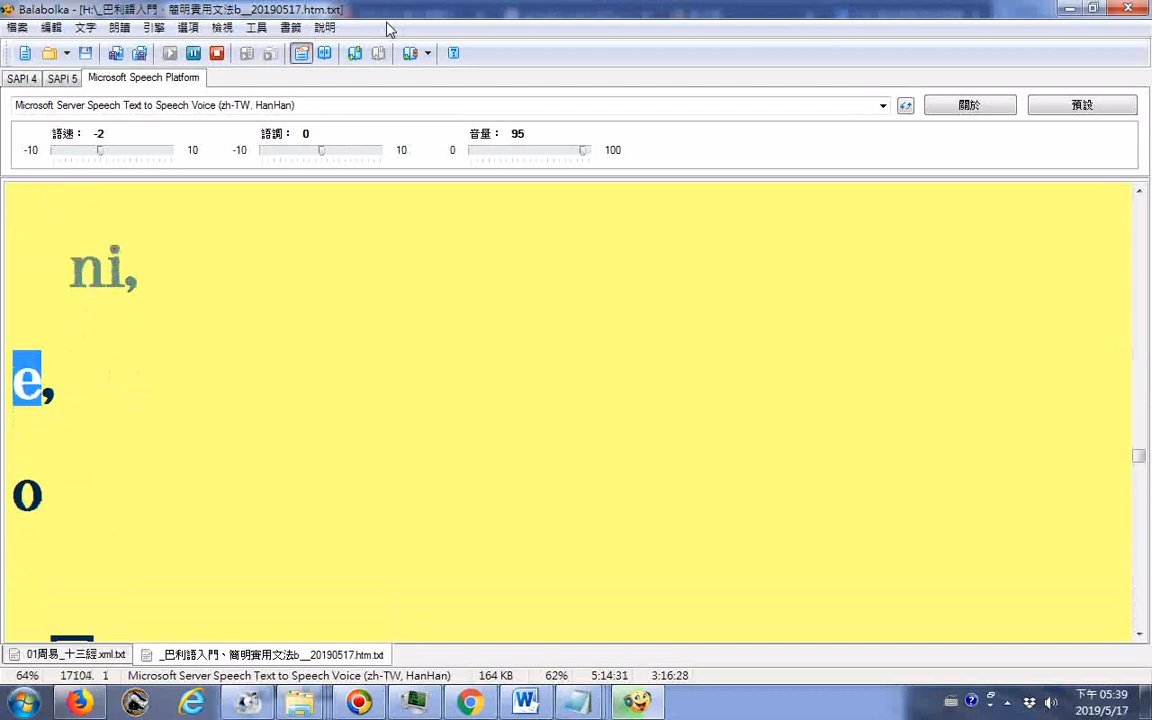 Balabolka - [H:\_巴利語入門、簡明實用文法b__20190517.htm.txt]
檔案 編輯 文字 朗讀 引擎 選項 檢視 工具 書籤 說明
SAPI 4 SAPI 5 Microsoft Speech Platform
Microsoft Server Speech Text to Speech Voice (zh-TW, HanHan)
關於 預設
語速： -2 語調： 0 音量： 95
-10 10 -10 10 0 100
ni,
e,
o
01周易_十三經.xml.txt _巴利語入門、簡明實用文法b__20190517.htm.txt
64% 17104. 1 Microsoft Server Speech Text to Speech Voice (zh-TW, HanHan) 164 KB 62% 5:14:31 3:16:28
下午 05:39
2019/5/17